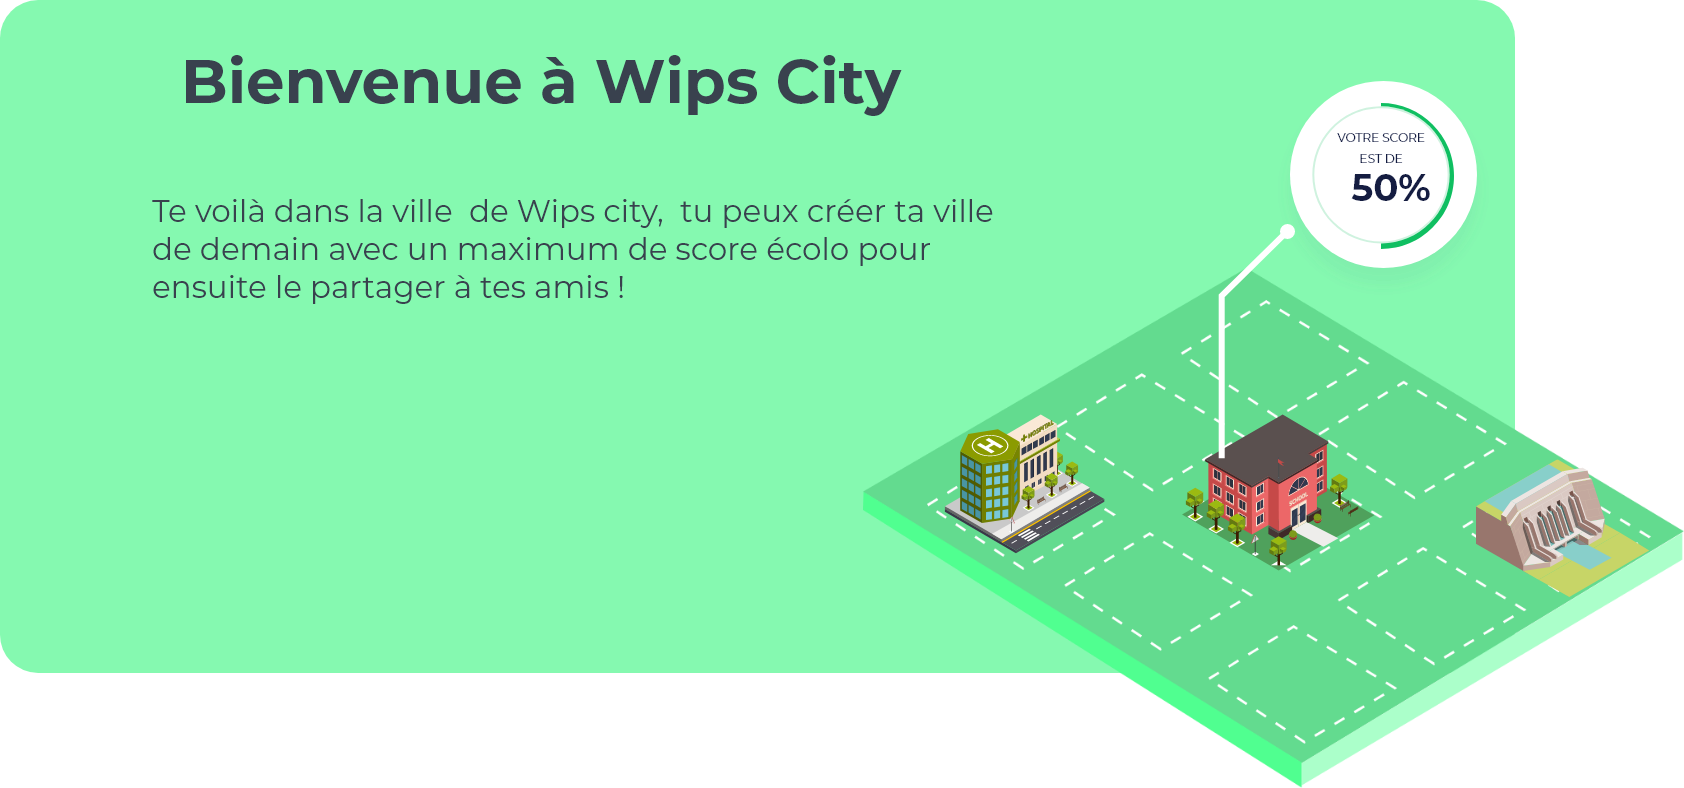 Bienvenue à Wips City
VOTRE SCORE
EST DE
50%
Te voilà dans la ville  de Wips city,  tu peux créer ta ville
de demain avec un maximum de score écolo pour
ensuite le partager à tes amis !
HOSPITAL
H
SCHOOL